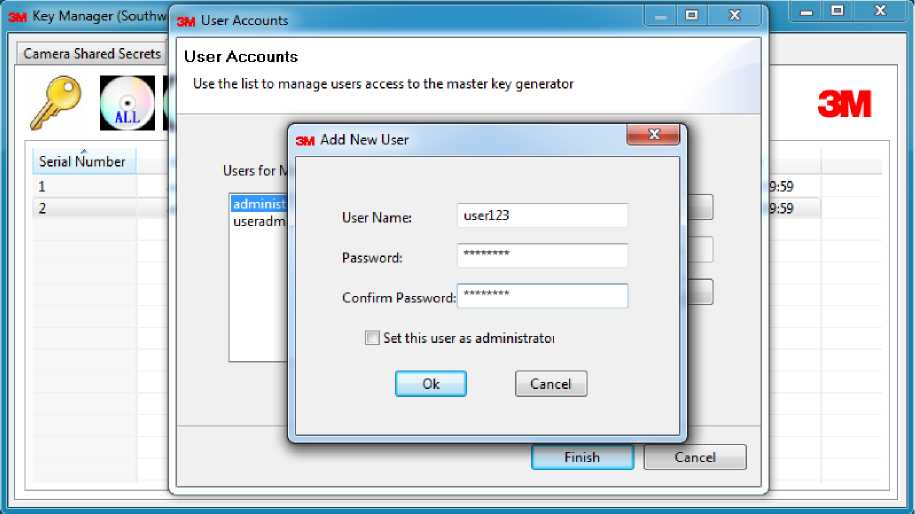 3M Key Manager (Southw
3M User Accounts
Camera Shared Secrets
User Accounts
Use the list to manage users access to the master key generator
ALL
3M
3M Add New User
Serial Number
Users for M
1
9:59
2
9:59
administ
useradm
User Name: user123
Password: ********
Confirm Password: ********
Set this user as administrator
Ok Cancel
Finish Cancel